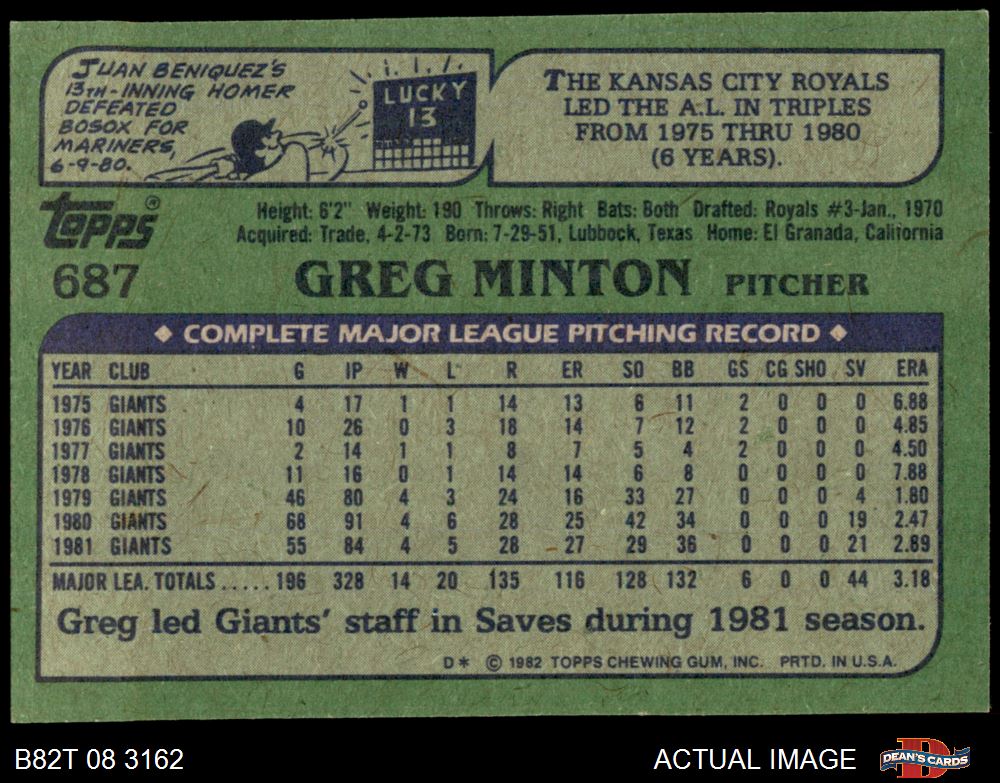 JUAN BENIQUEZ'S
13TH-INNING HOMER
DEFEATED
BOSOX FOR
MARINERS,
6-9-80.
LUCKY
13
THE KANSAS CITY ROYALS
LED THE A.L. IN TRIPLES
FROM 1975 THRU 1980
(6 YEARS).
Topps®
687
Height: 6'2" Weight: 190 Throws: Right Bats: Both Drafted: Royals #3-Jan., 1970
Acquired: Trade, 4-2-73 Born: 7-29-51, Lubbock, Texas Home: El Granada, California
GREG MINTON PITCHER
◆ COMPLETE MAJOR LEAGUE PITCHING RECORD ◆
YEAR CLUB G IP W L R ER SO BB GS CG SHO SV ERA
1975 GIANTS 4 17 1 1 14 13 6 11 2 0 0 0 6.88
1976 GIANTS 10 26 0 3 18 14 7 12 2 0 0 0 4.85
1977 GIANTS 2 14 1 1 8 7 5 4 2 0 0 0 4.50
1978 GIANTS 11 16 0 1 14 14 6 8 0 0 0 0 7.88
1979 GIANTS 46 80 4 3 24 16 33 27 0 0 0 4 1.80
1980 GIANTS 68 91 4 6 28 25 42 34 0 0 0 19 2.47
1981 GIANTS 55 84 4 5 28 27 29 36 0 0 0 21 2.89
MAJOR LEA. TOTALS ..... 196 328 14 20 135 116 128 132 6 0 0 44 3.18
Greg led Giants' staff in Saves during 1981 season.
D* © 1982 TOPPS CHEWING GUM, INC. PRTD. IN U.S.A.
B82T 08 3162
ACTUAL IMAGE
DEAN'S CARDS